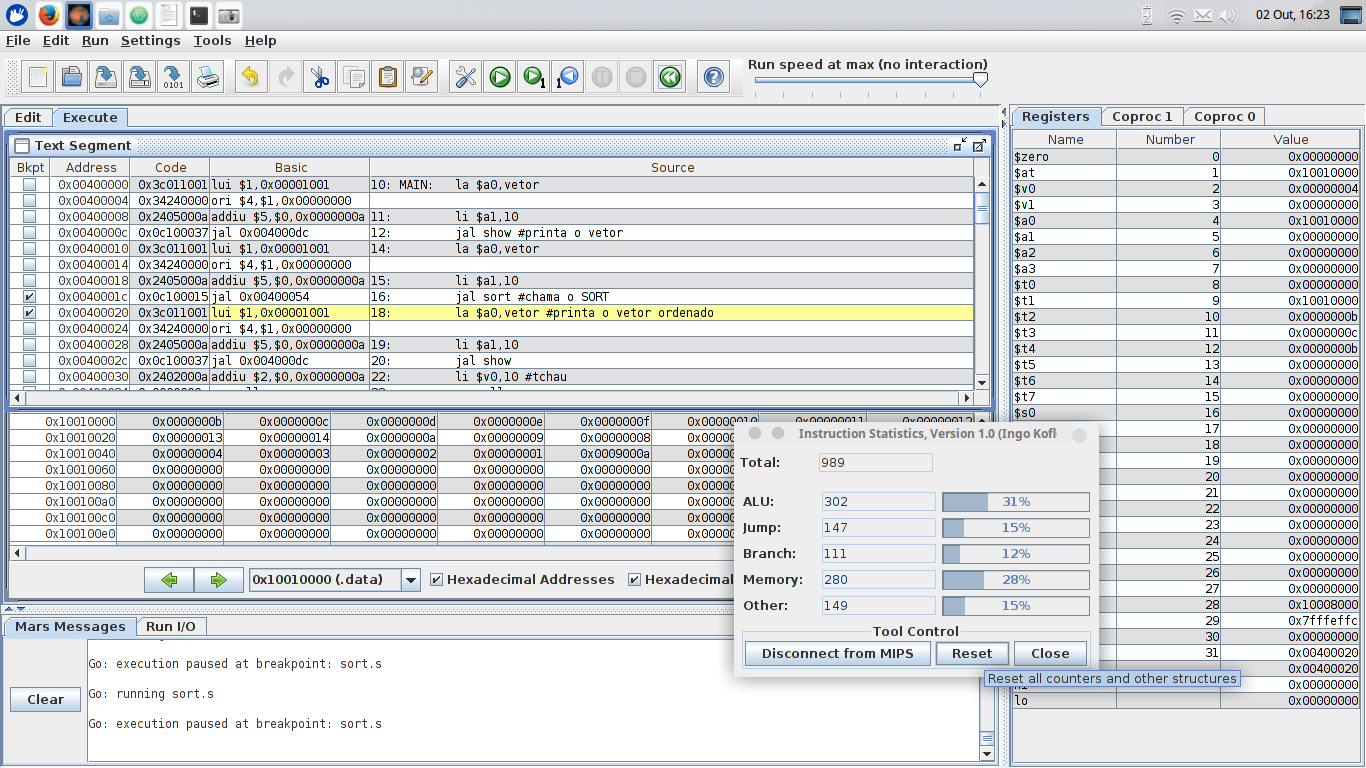 02 Out, 16:23
File Edit Run Settings Tools Help
Run speed at max (no interaction)
Edit Execute
Registers Coproc 1 Coproc 0
Text Segment
Bkpt Address Code Basic Source
0x00400000 0x3c011001 lui $1,0x00001001 10: MAIN: la $a0,vetor
0x00400004 0x34240000 ori $4,$1,0x00000000
0x00400008 0x2405000a addiu $5,$0,0x0000000a 11: li $a1,10
0x0040000c 0x0c100037 jal 0x004000dc 12: jal show #printa o vetor
0x00400010 0x3c011001 lui $1,0x00001001 14: la $a0,vetor
0x00400014 0x34240000 ori $4,$1,0x00000000
0x00400018 0x2405000a addiu $5,$0,0x0000000a 15: li $a1,10
0x0040001c 0x0c100015 jal 0x00400054 16: jal sort #chama o SORT
0x00400020 0x3c011001 lui $1,0x00001001 18: la $a0,vetor #printa o vetor ordenado
0x00400024 0x34240000 ori $4,$1,0x00000000
0x00400028 0x2405000a addiu $5,$0,0x0000000a 19: li $a1,10
0x0040002c 0x0c100037 jal 0x004000dc 20: jal show
0x00400030 0x2402000a addiu $2,$0,0x0000000a 22: li $v0,10 #tchau
0x10010000 0x0000000b 0x0000000c 0x0000000d 0x0000000e 0x0000000f 0x00000010 0x00000011 0x00000012
0x10010020 0x00000013 0x00000014 0x0000000a 0x00000009 0x00000008
0x10010040 0x00000004 0x00000003 0x00000002 0x00000001 0x0009000a
0x10010060 0x00000000 0x00000000 0x00000000 0x00000000 0x00000000
0x10010080 0x00000000 0x00000000 0x00000000 0x00000000 0x00000000
0x100100a0 0x00000000 0x00000000 0x00000000 0x00000000 0x00000000
0x100100c0 0x00000000 0x00000000 0x00000000 0x00000000 0x00000000
0x100100e0 0x00000000 0x00000000 0x00000000 0x00000000 0x00000000
0x10010000 (.data) Hexadecimal Addresses Hexadecimal
Mars Messages Run I/O
Go: execution paused at breakpoint: sort.s
Go: running sort.s
Go: execution paused at breakpoint: sort.s
Clear
Instruction Statistics, Version 1.0 (Ingo Kofl
Total: 989
ALU: 302 31%
Jump: 147 15%
Branch: 111 12%
Memory: 280 28%
Other: 149 15%
Tool Control
Disconnect from MIPS Reset Close
Reset all counters and other structures
Name Number Value
$zero 0 0x00000000
$at 1 0x10010000
$v0 2 0x00000004
$v1 3 0x00000000
$a0 4 0x10010000
$a1 5 0x00000000
$a2 6 0x00000000
$a3 7 0x00000000
$t0 8 0x00000000
$t1 9 0x10010000
$t2 10 0x0000000b
$t3 11 0x0000000c
$t4 12 0x0000000b
$t5 13 0x00000000
$t6 14 0x00000000
$t7 15 0x00000000
$s0 16 0x00000000
17 0x00000000
18 0x00000000
19 0x00000000
20 0x00000000
21 0x00000000
22 0x00000000
23 0x00000000
24 0x00000000
25 0x00000000
26 0x00000000
27 0x00000000
28 0x10008000
29 0x7fffeffc
30 0x00000000
31 0x00400020
0x00400020
0x00000000
lo 0x00000000